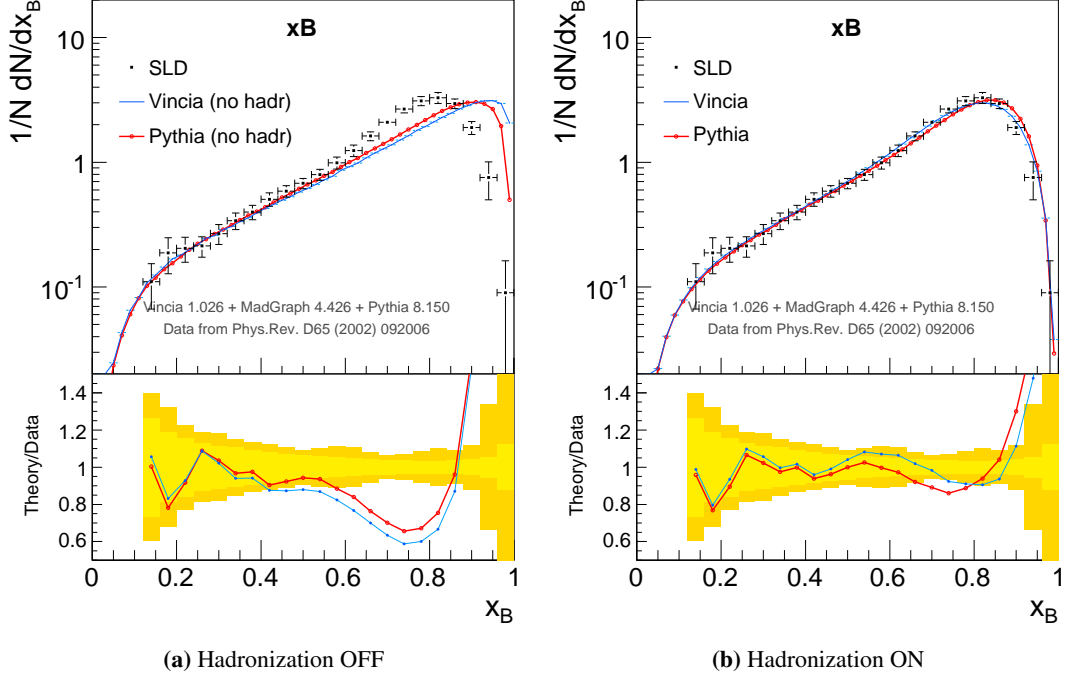 1/N dN/dx_B
xB
10
1
10^-1
SLD
Vincia (no hadr)
Pythia (no hadr)
Vincia 1.026 + MadGraph 4.426 + Pythia 8.150
Data from Phys.Rev. D65 (2002) 092006
Theory/Data
1.4
1.2
1.0
0.8
0.6
0 0.2 0.4 0.6 0.8 1
x_B
(a) Hadronization OFF
1/N dN/dx_B
xB
10
1
10^-1
SLD
Vincia
Pythia
Vincia 1.026 + MadGraph 4.426 + Pythia 8.150
Data from Phys.Rev. D65 (2002) 092006
Theory/Data
1.4
1.2
1.0
0.8
0.6
0 0.2 0.4 0.6 0.8 1
x_B
(b) Hadronization ON